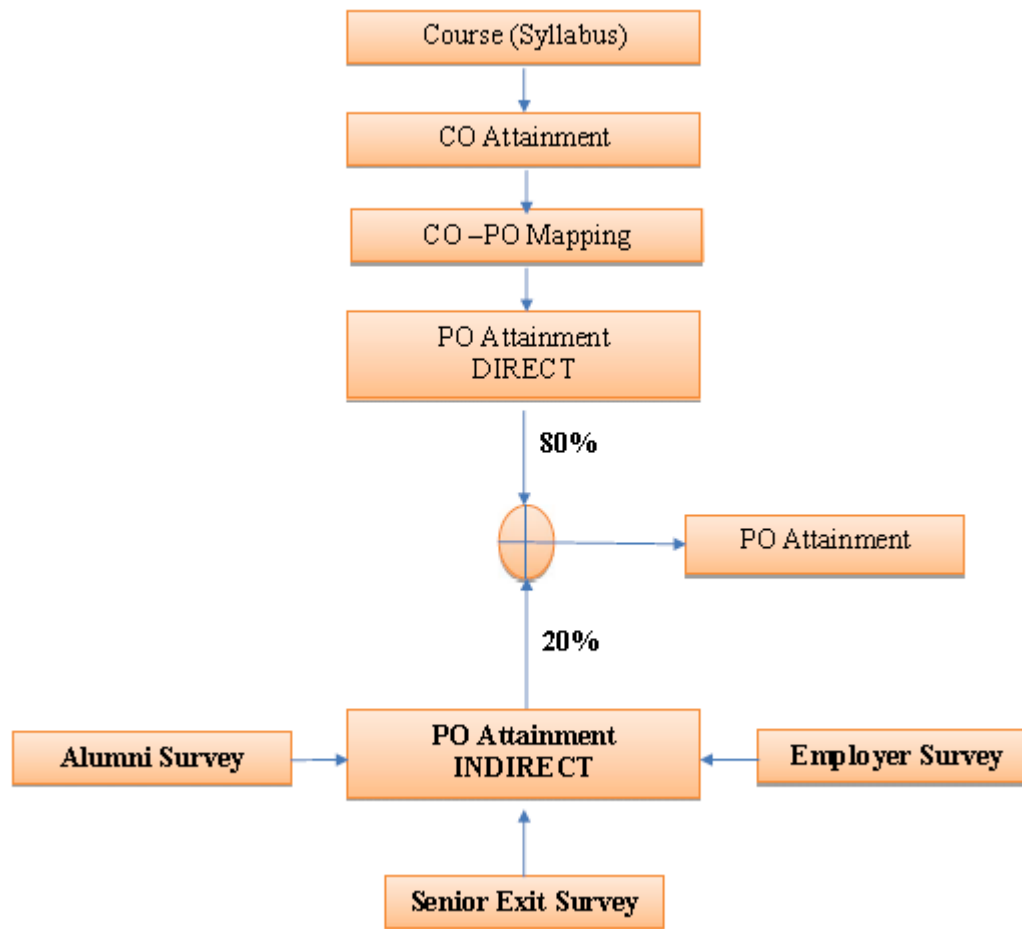 Course (Syllabus)
CO Attainment
CO –PO Mapping
PO Attainment
DIRECT
80%
PO Attainment
20%
PO Attainment
INDIRECT
Alumni Survey
Employer Survey
Senior Exit Survey